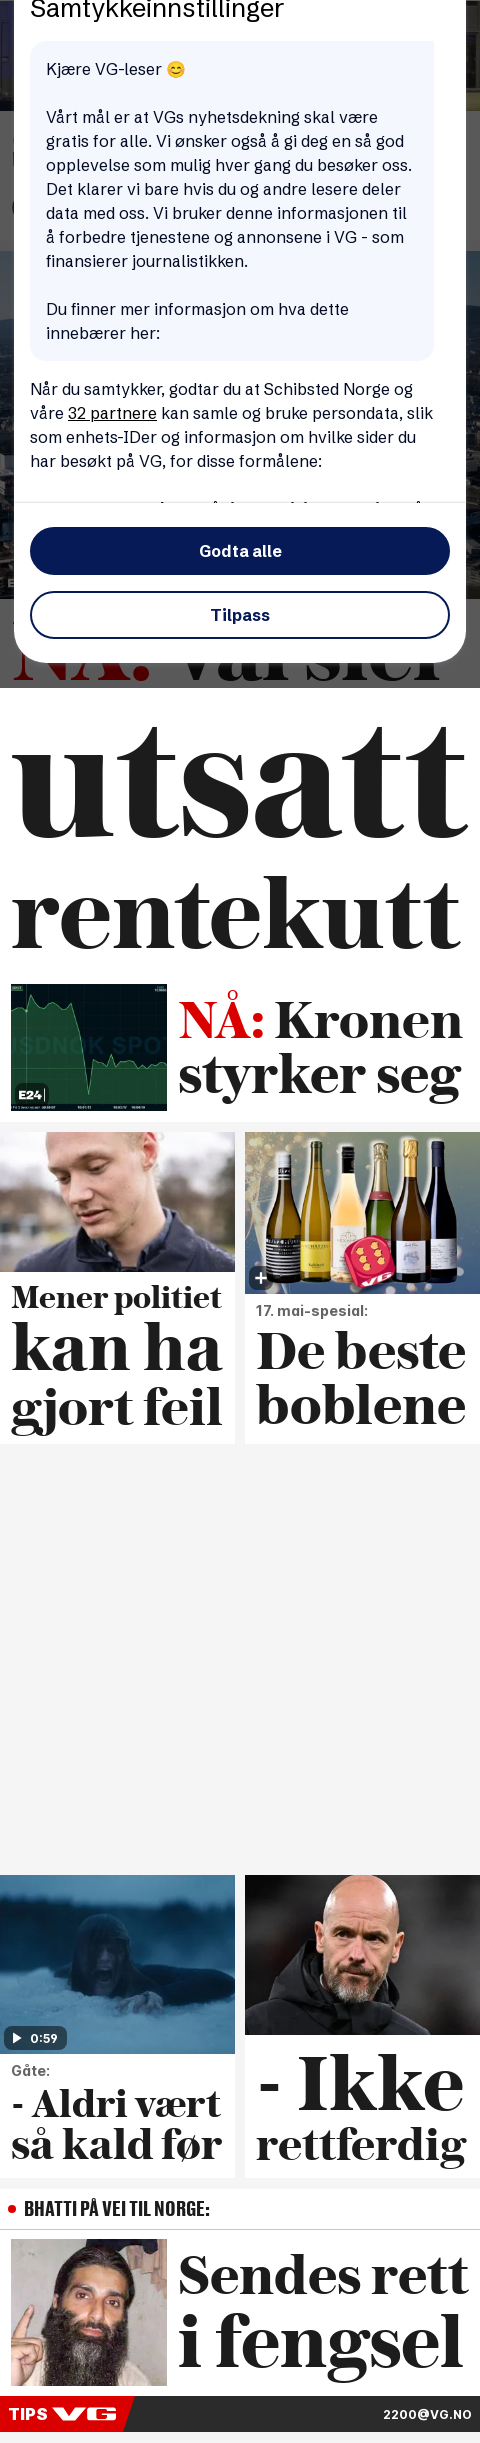 Samtykkeinnstillinger
Kjære VG-leser 😊
Vårt mål er at VGs nyhetsdekning skal være
gratis for alle. Vi ønsker også å gi deg en så god
opplevelse som mulig hver gang du besøker oss.
Det klarer vi bare hvis du og andre lesere deler
data med oss. Vi bruker denne informasjonen til
å forbedre tjenestene og annonsene i VG - som
finansierer journalistikken.
Du finner mer informasjon om hva dette
innebærer her:
Når du samtykker, godtar du at Schibsted Norge og
våre 32 partnere kan samle og bruke persondata, slik
som enhets-IDer og informasjon om hvilke sider du
har besøkt på VG, for disse formålene:
Godta alle
Tilpass
utsatt
rentekutt
USDNOK SPOT
E24
NÅ: Kronen
styrker seg
Mener politiet
kan ha
gjort feil
VG
17. mai-spesial:
De beste
boblene
0:59
Gåte:
- Aldri vært
så kald før
- Ikke
rettferdig
BHATTI PÅ VEI TIL NORGE:
Sendes rett
i fengsel
TIPS VG
2200@VG.NO